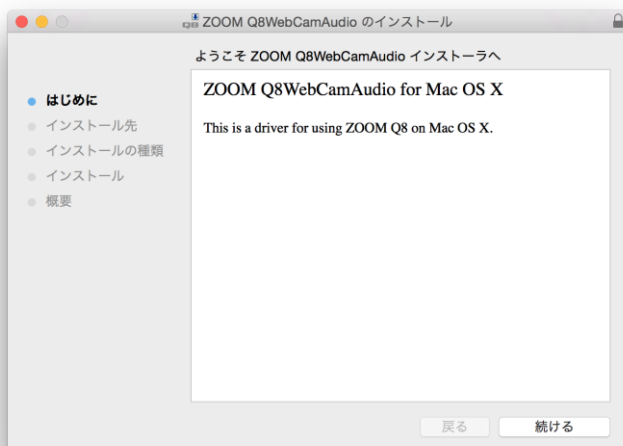 ZOOM Q8WebCamAudio のインストール
ようこそ ZOOM Q8WebCamAudio インストーラへ
はじめに
インストール先
インストールの種類
インストール
概要
ZOOM Q8WebCamAudio for Mac OS X
This is a driver for using ZOOM Q8 on Mac OS X.
戻る
続ける